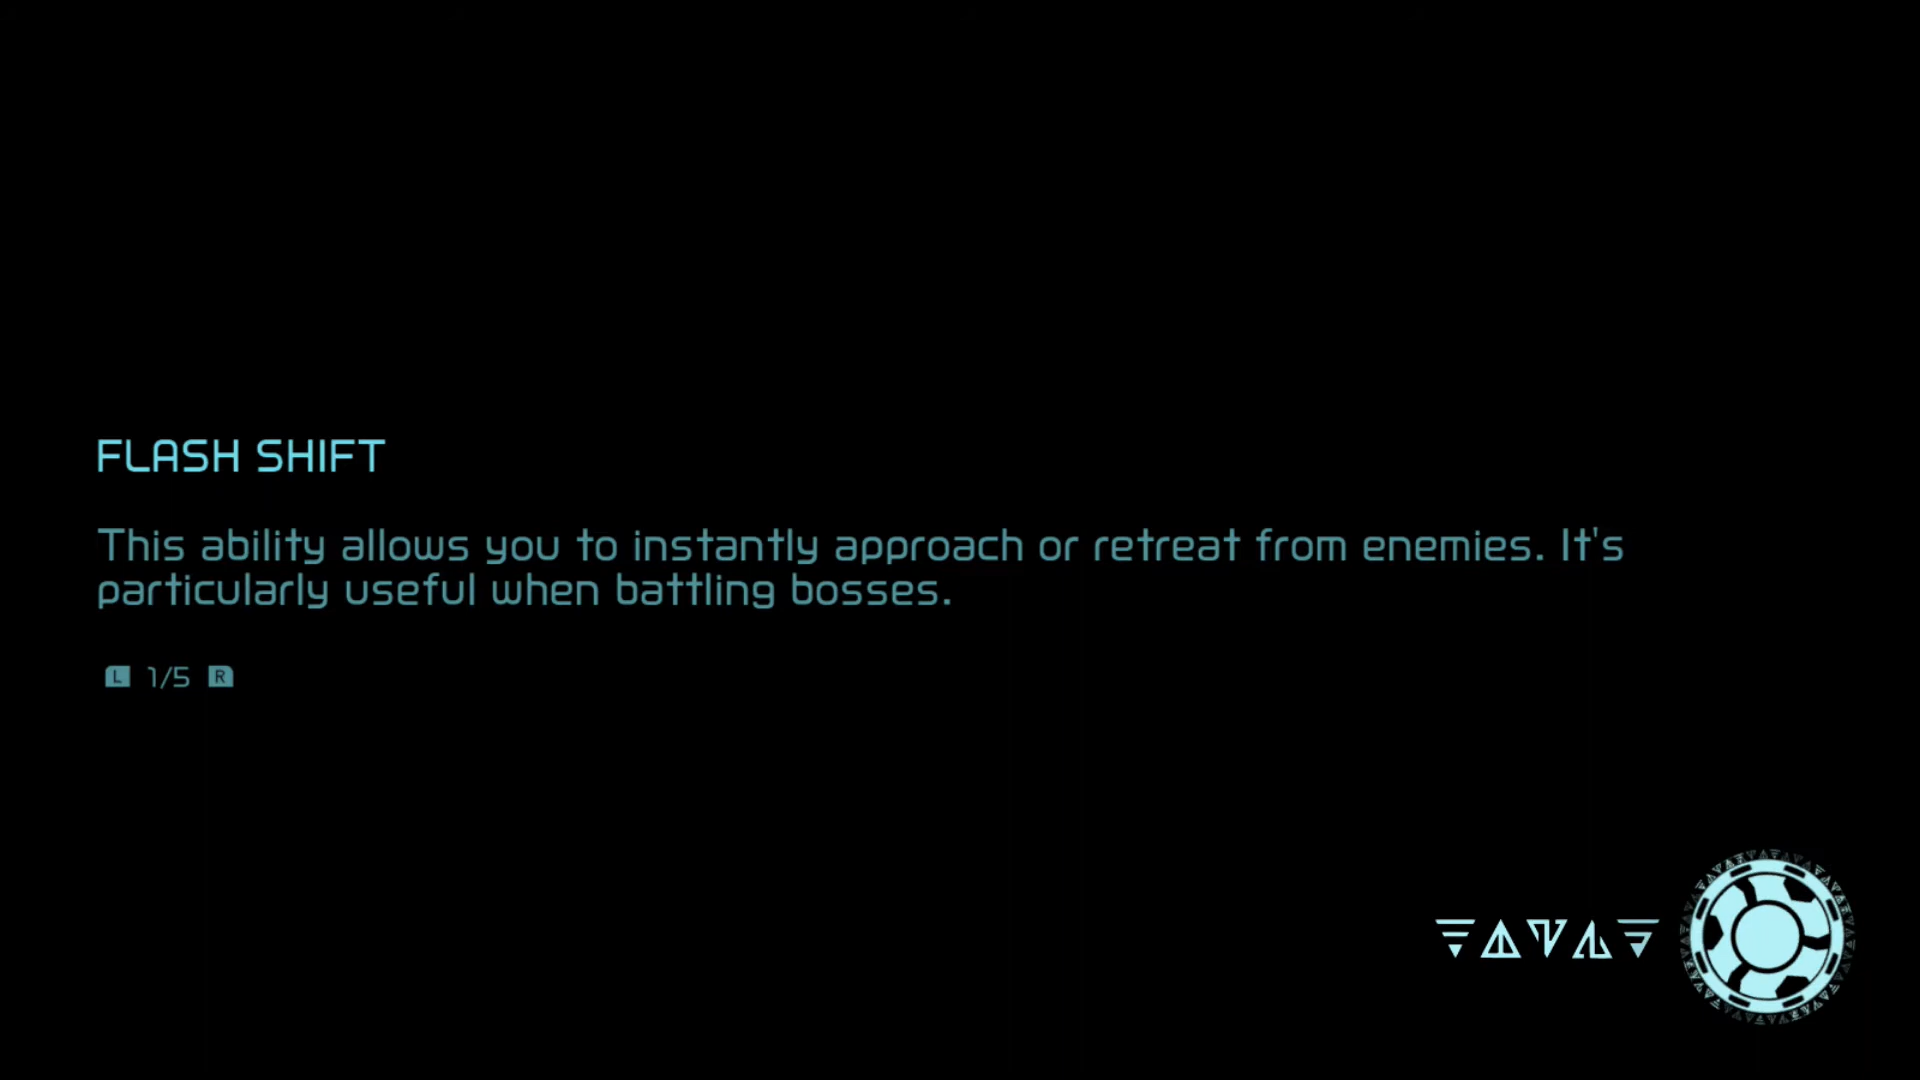 FLASH SHIFT
This ability allows you to instantly approach or retreat from enemies. It's
particularly useful when battling bosses.
L 1/5 R